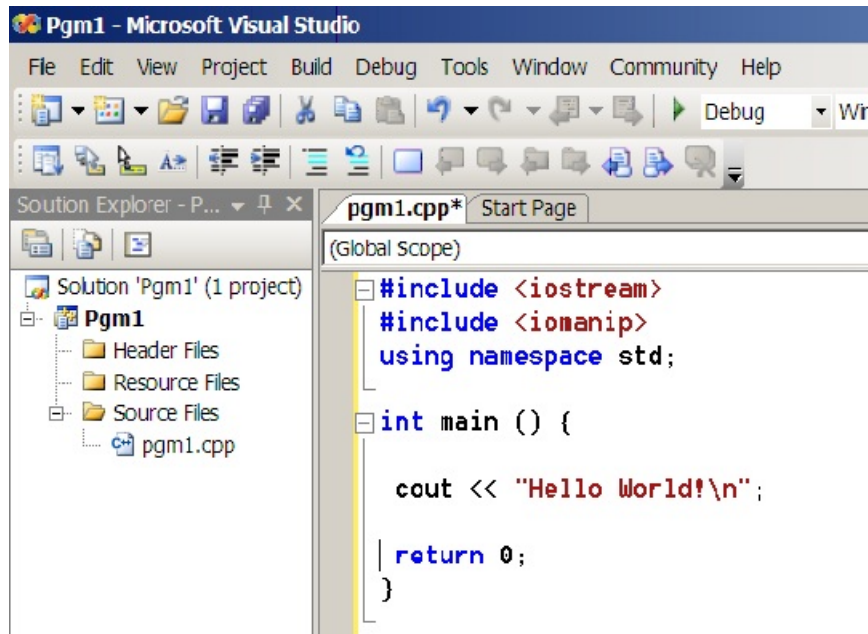 Pgm1 - Microsoft Visual Studio
File Edit View Project Build Debug Tools Window Community Help
Debug Wir
Soution Explorer - P...
pgm1.cpp* Start Page
(Global Scope)
Solution 'Pgm1' (1 project)
Pgm1
Header Files
Resource Files
Source Files
pgm1.cpp
#include <iostream>
#include <iomanip>
using namespace std;
int main () {
cout << "Hello World!\n";
return 0;
}